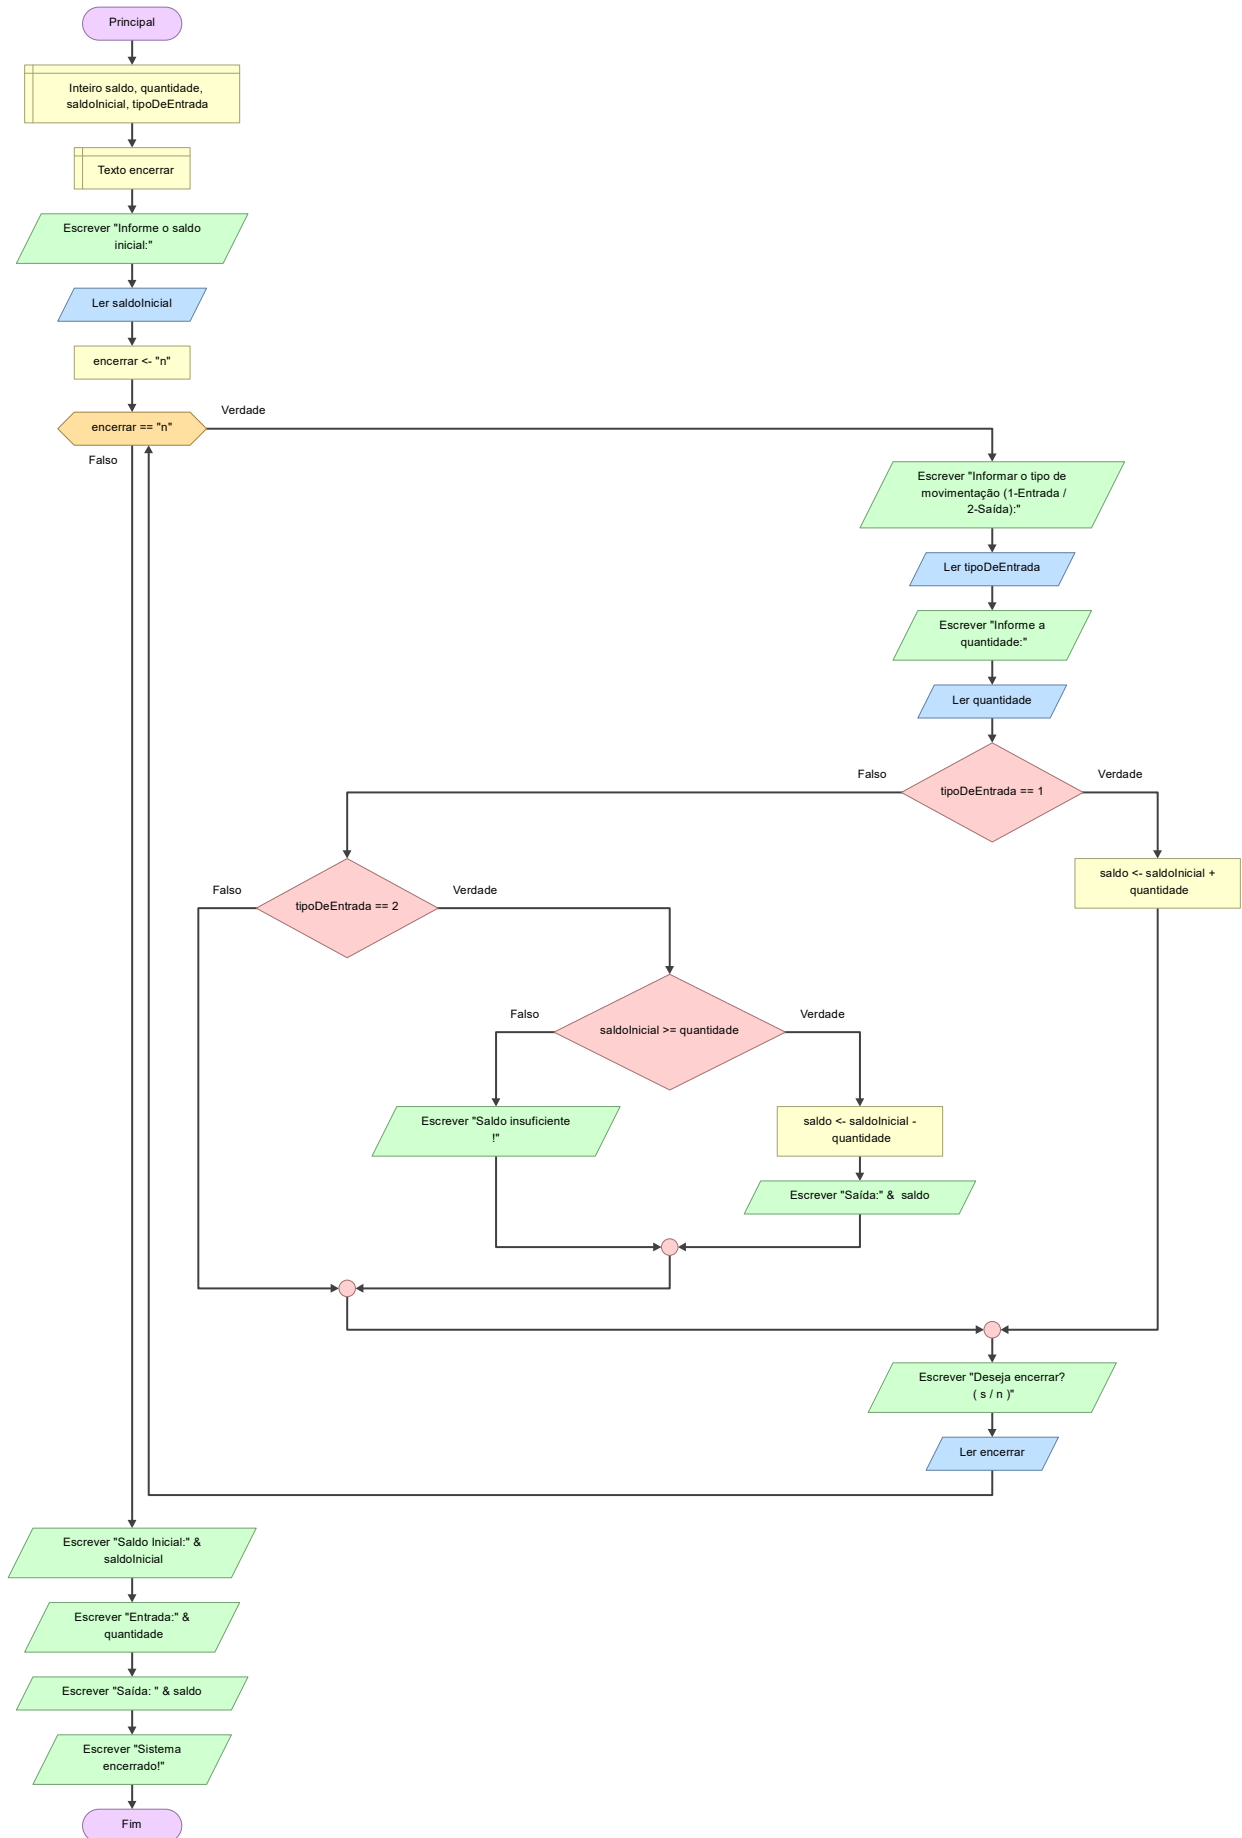 Principal
Inteiro saldo, quantidade,
saldoInicial, tipoDeEntrada
Texto encerrar
Escrever "Informe o saldo
inicial:"
Ler saldoInicial
encerrar <- "n"
encerrar == "n"
Verdade
Falso
Escrever "Informar o tipo de
movimentação (1-Entrada /
2-Saída):"
Ler tipoDeEntrada
Escrever "Informe a
quantidade:"
Ler quantidade
tipoDeEntrada == 1
Falso
Verdade
saldo <- saldoInicial +
quantidade
tipoDeEntrada == 2
Falso
Verdade
saldoInicial >= quantidade
Falso
Verdade
Escrever "Saldo insuficiente
!"
saldo <- saldoInicial -
quantidade
Escrever "Saída:" &  saldo
Escrever "Deseja encerrar?
( s / n )"
Ler encerrar
Escrever "Saldo Inicial:" &
saldoInicial
Escrever "Entrada:" &
quantidade
Escrever "Saída: " & saldo
Escrever "Sistema
encerrado!"
Fim